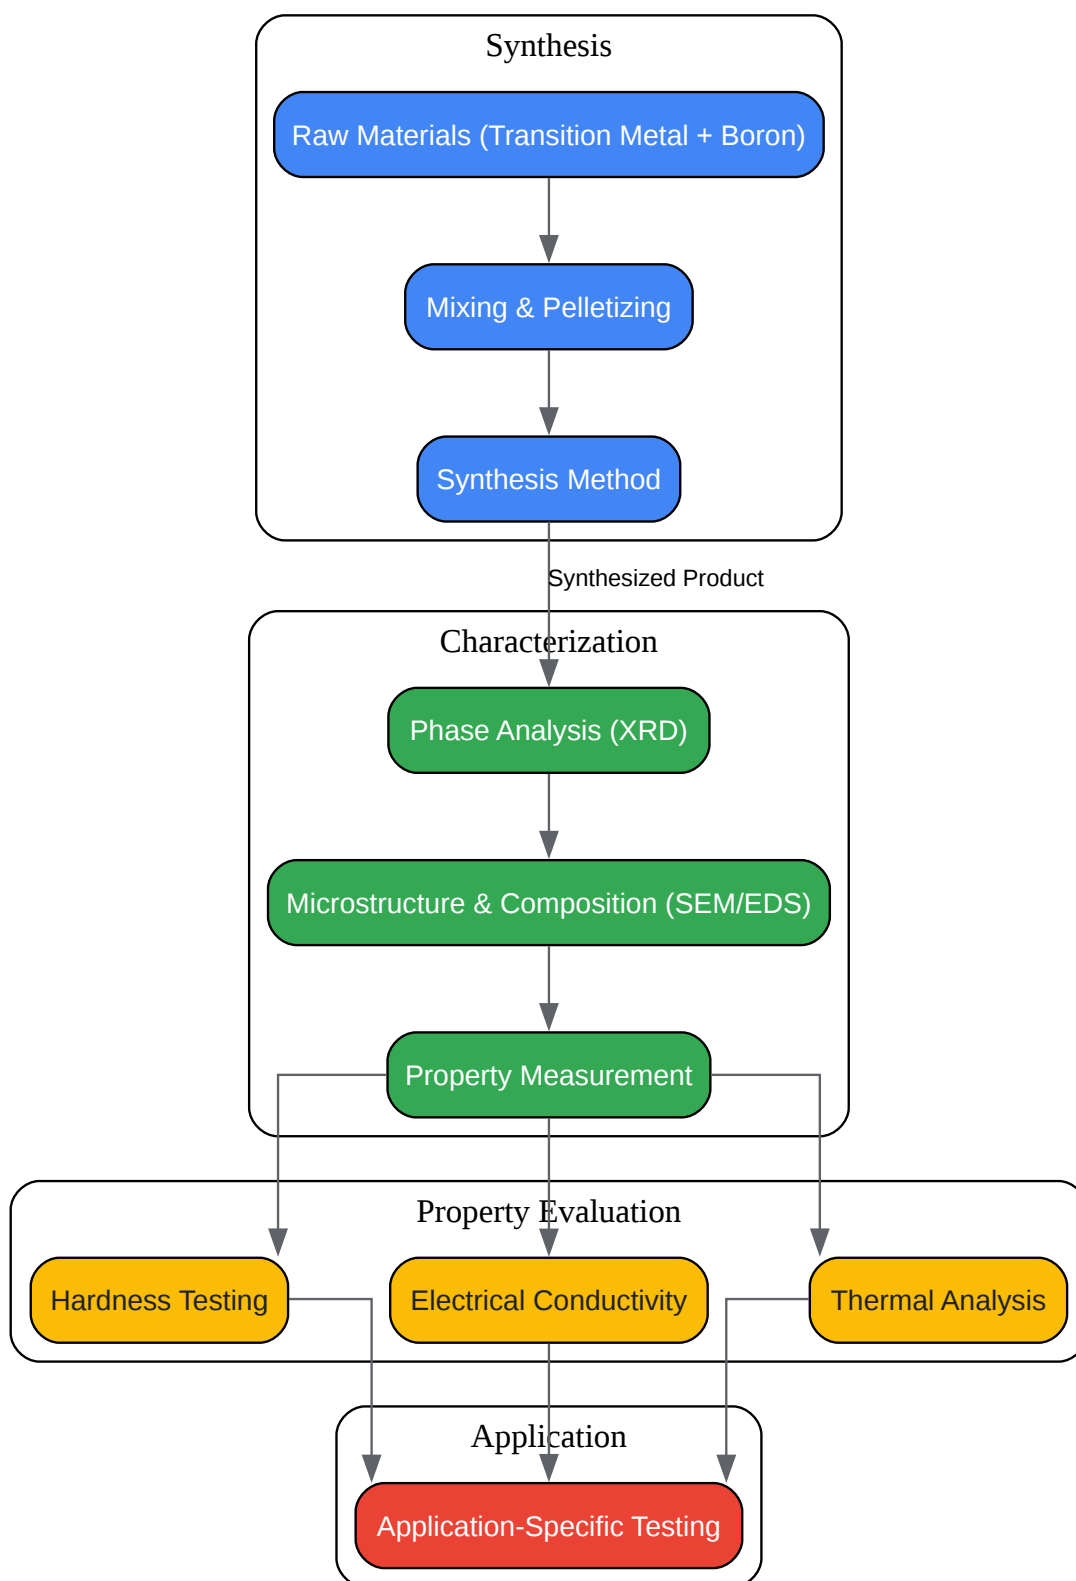 Synthesis
Raw Materials (Transition Metal + Boron)
Mixing & Pelletizing
Synthesis Method
Synthesized Product
Characterization
Phase Analysis (XRD)
Microstructure & Composition (SEM/EDS)
Property Measurement
Property Evaluation
Hardness Testing
Electrical Conductivity
Thermal Analysis
Application
Application-Specific Testing